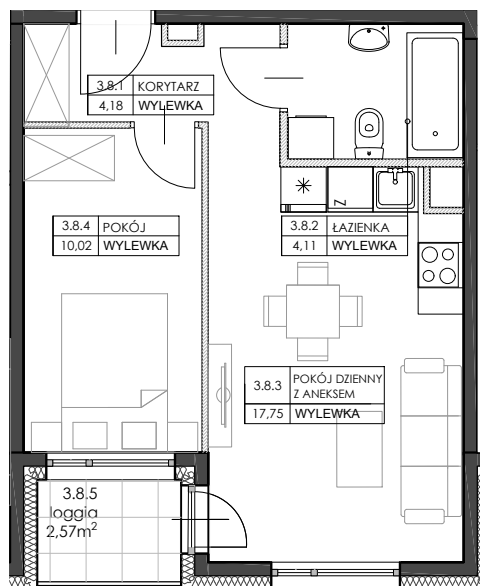 3.8.1 KORYTARZ
4,18 WYLEWKA
3.8.4 POKÓJ
10,02 WYLEWKA
3.8.2 ŁAZIENKA
4,11 WYLEWKA
Z
3.8.3 POKÓJ DZIENNY
Z ANEKSEM
17,75 WYLEWKA
3.8.5
loggia
2,57m²